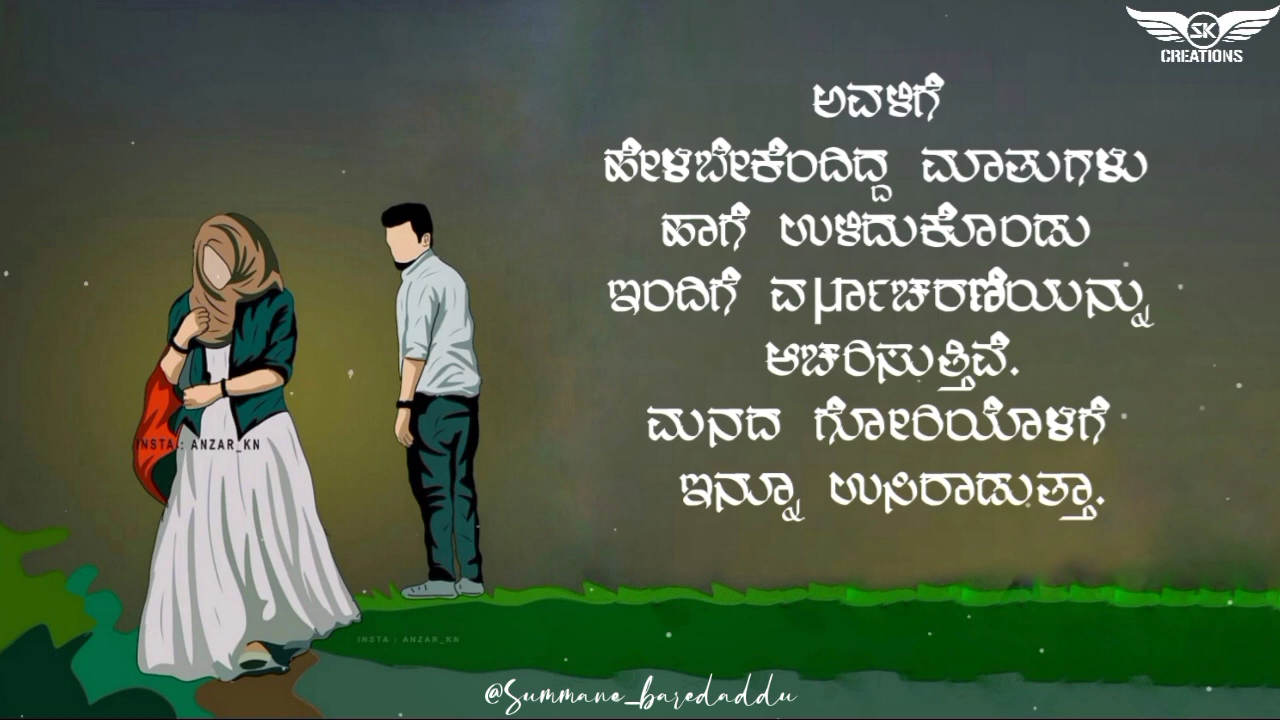 SK
CREATIONS
ಅವಳಿಗೆ
ಹೇಳಬೇಕೆಂದಿದ್ದ ಮಾತುಗಳು
ಹಾಗೆ ಉಳಿದುಕೊಂಡು
ಇಂದಿಗೆ ವರ್ಷಾಚರಣೆಯನ್ನು
ಆಚರಿಸುತ್ತಿವೆ.
ಮನದ ಗೋರಿಯೊಳಗೆ
ಇನ್ನೂ ಉಸಿರಾಡುತ್ತಾ.
INSTA : ANZAR_KN
INSTA : ANZAR_KN
@Summane_baredaddu